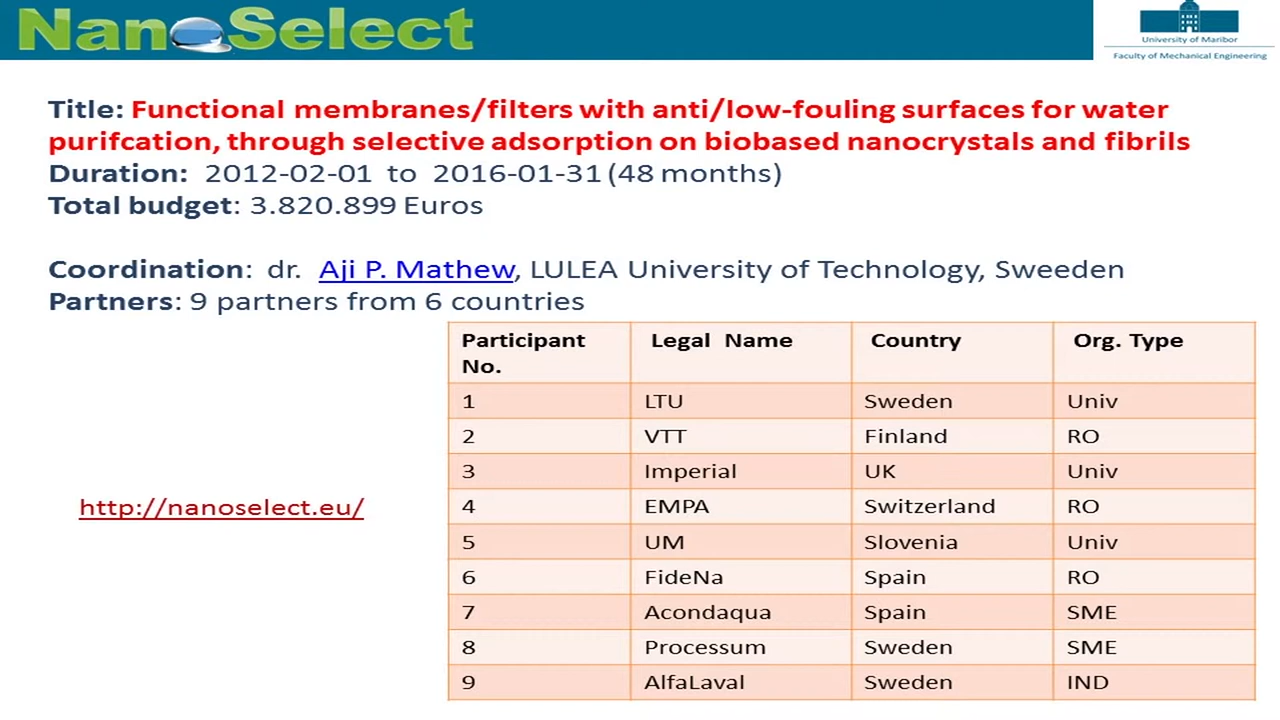 NanoSelect
University of Maribor
Faculty of Mechanical Engineering
Title: Functional membranes/filters with anti/low-fouling surfaces for water
purifcation, through selective adsorption on biobased nanocrystals and fibrils
Duration: 2012-02-01 to 2016-01-31 (48 months)
Total budget: 3.820.899 Euros
Coordination: dr. Aji P. Mathew, LULEA University of Technology, Sweeden
Partners: 9 partners from 6 countries
http://nanoselect.eu/
Participant No. Legal Name Country Org. Type
1 LTU Sweden Univ
2 VTT Finland RO
3 Imperial UK Univ
4 EMPA Switzerland RO
5 UM Slovenia Univ
6 FideNa Spain RO
7 Acondaqua Spain SME
8 Processum Sweden SME
9 AlfaLaval Sweden IND